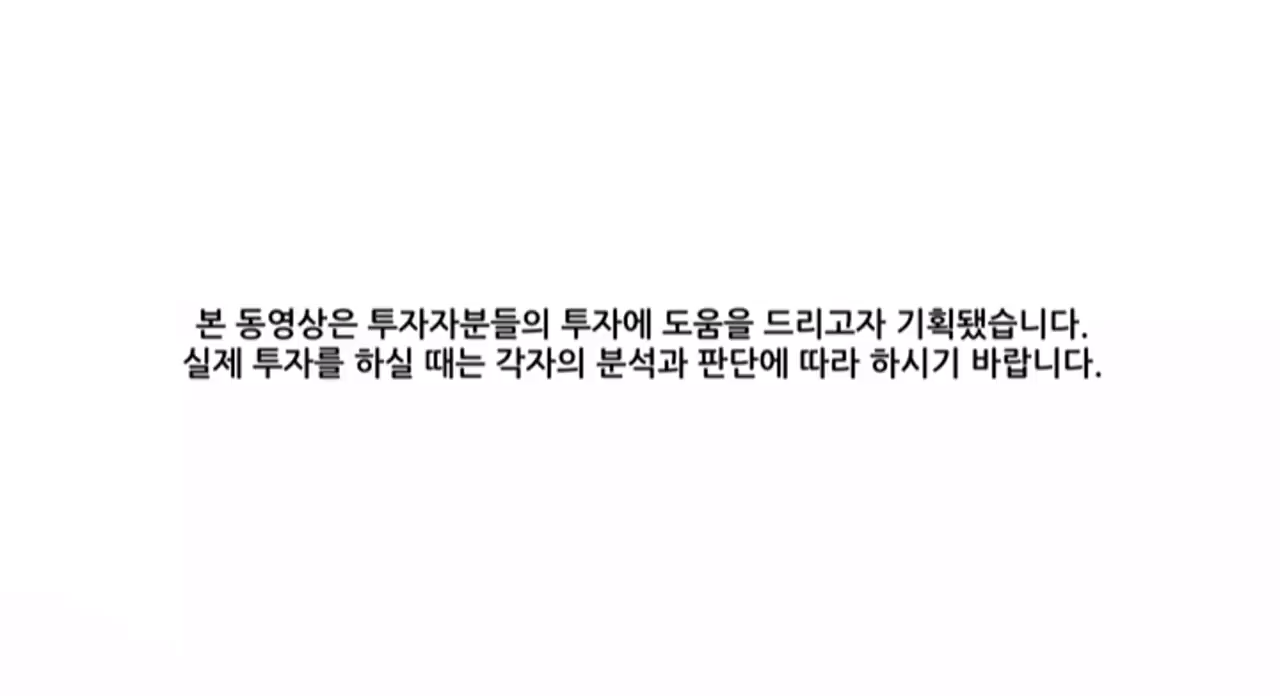 본 동영상은 투자자분들의 투자에 도움을 드리고자 기획됐습니다.
실제 투자를 하실 때는 각자의 분석과 판단에 따라 하시기 바랍니다.